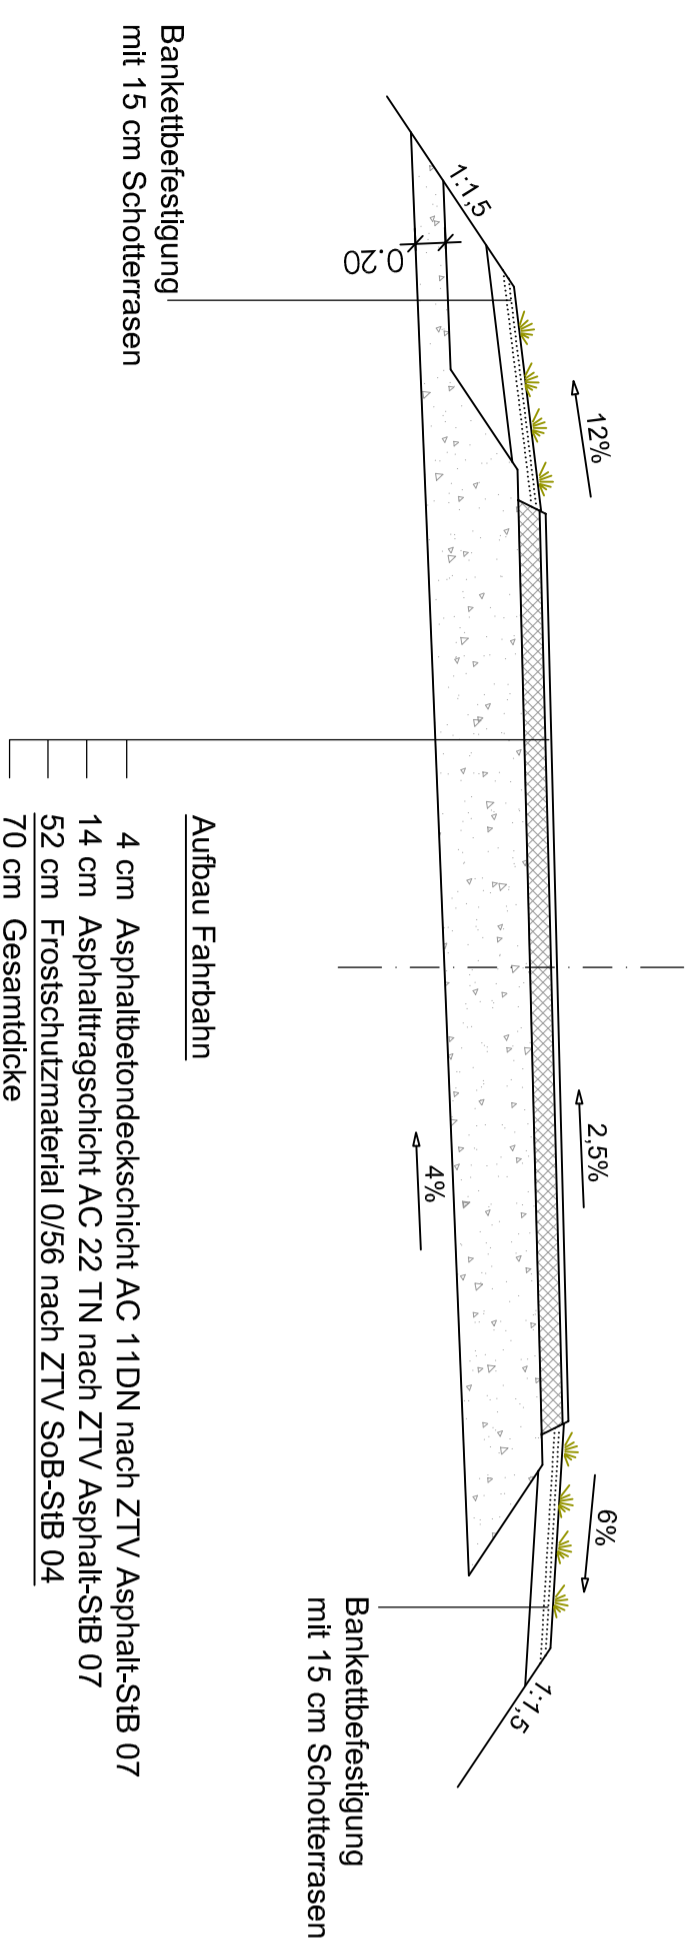 12%
2,5%
6%
1:1,5
0.20
4%
1:1,5
Bankettbefestigung
mit 15 cm Schotterrasen
Bankettbefestigung
mit 15 cm Schotterrasen
Aufbau Fahrbahn
4 cm Asphaltbetondeckschicht AC 11DN nach ZTV Asphalt-StB 07
14 cm Asphalttragschicht AC 22 TN nach ZTV Asphalt-StB 07
52 cm Frostschutzmaterial 0/56 nach ZTV SoB-StB 04
70 cm Gesamtdicke